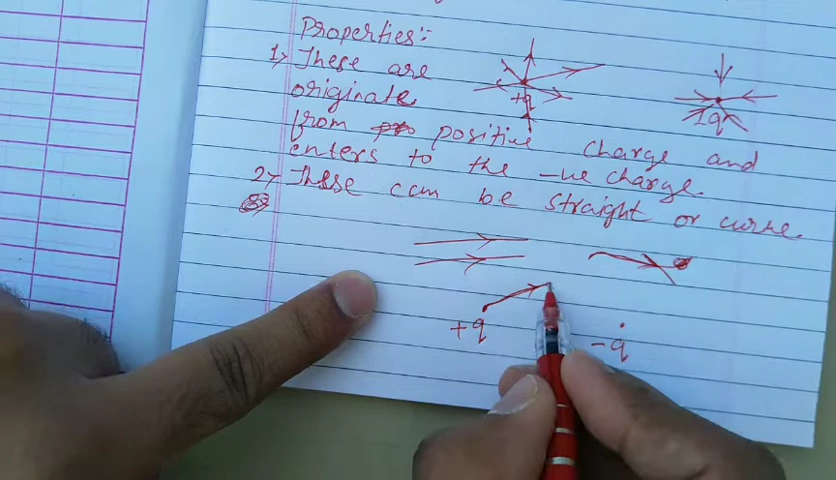 Properties:-
1) These are
originate
+q
-q
from positive charge and
enters to the -ve charge.
2) These can be straight or curve.
+q
-q